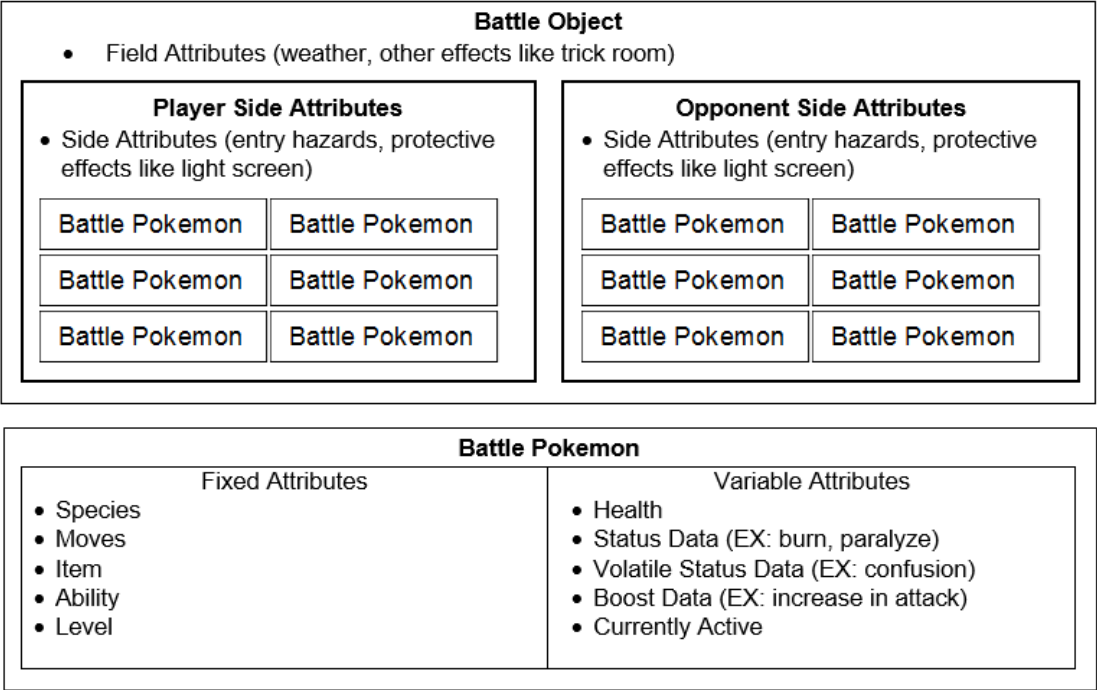 Battle Object
• Field Attributes (weather, other effects like trick room)
Player Side Attributes
• Side Attributes (entry hazards, protective
effects like light screen)
Battle Pokemon Battle Pokemon
Battle Pokemon Battle Pokemon
Battle Pokemon Battle Pokemon
Opponent Side Attributes
• Side Attributes (entry hazards, protective
effects like light screen)
Battle Pokemon Battle Pokemon
Battle Pokemon Battle Pokemon
Battle Pokemon Battle Pokemon
Battle Pokemon
Fixed Attributes
• Species
• Moves
• Item
• Ability
• Level
Variable Attributes
• Health
• Status Data (EX: burn, paralyze)
• Volatile Status Data (EX: confusion)
• Boost Data (EX: increase in attack)
• Currently Active